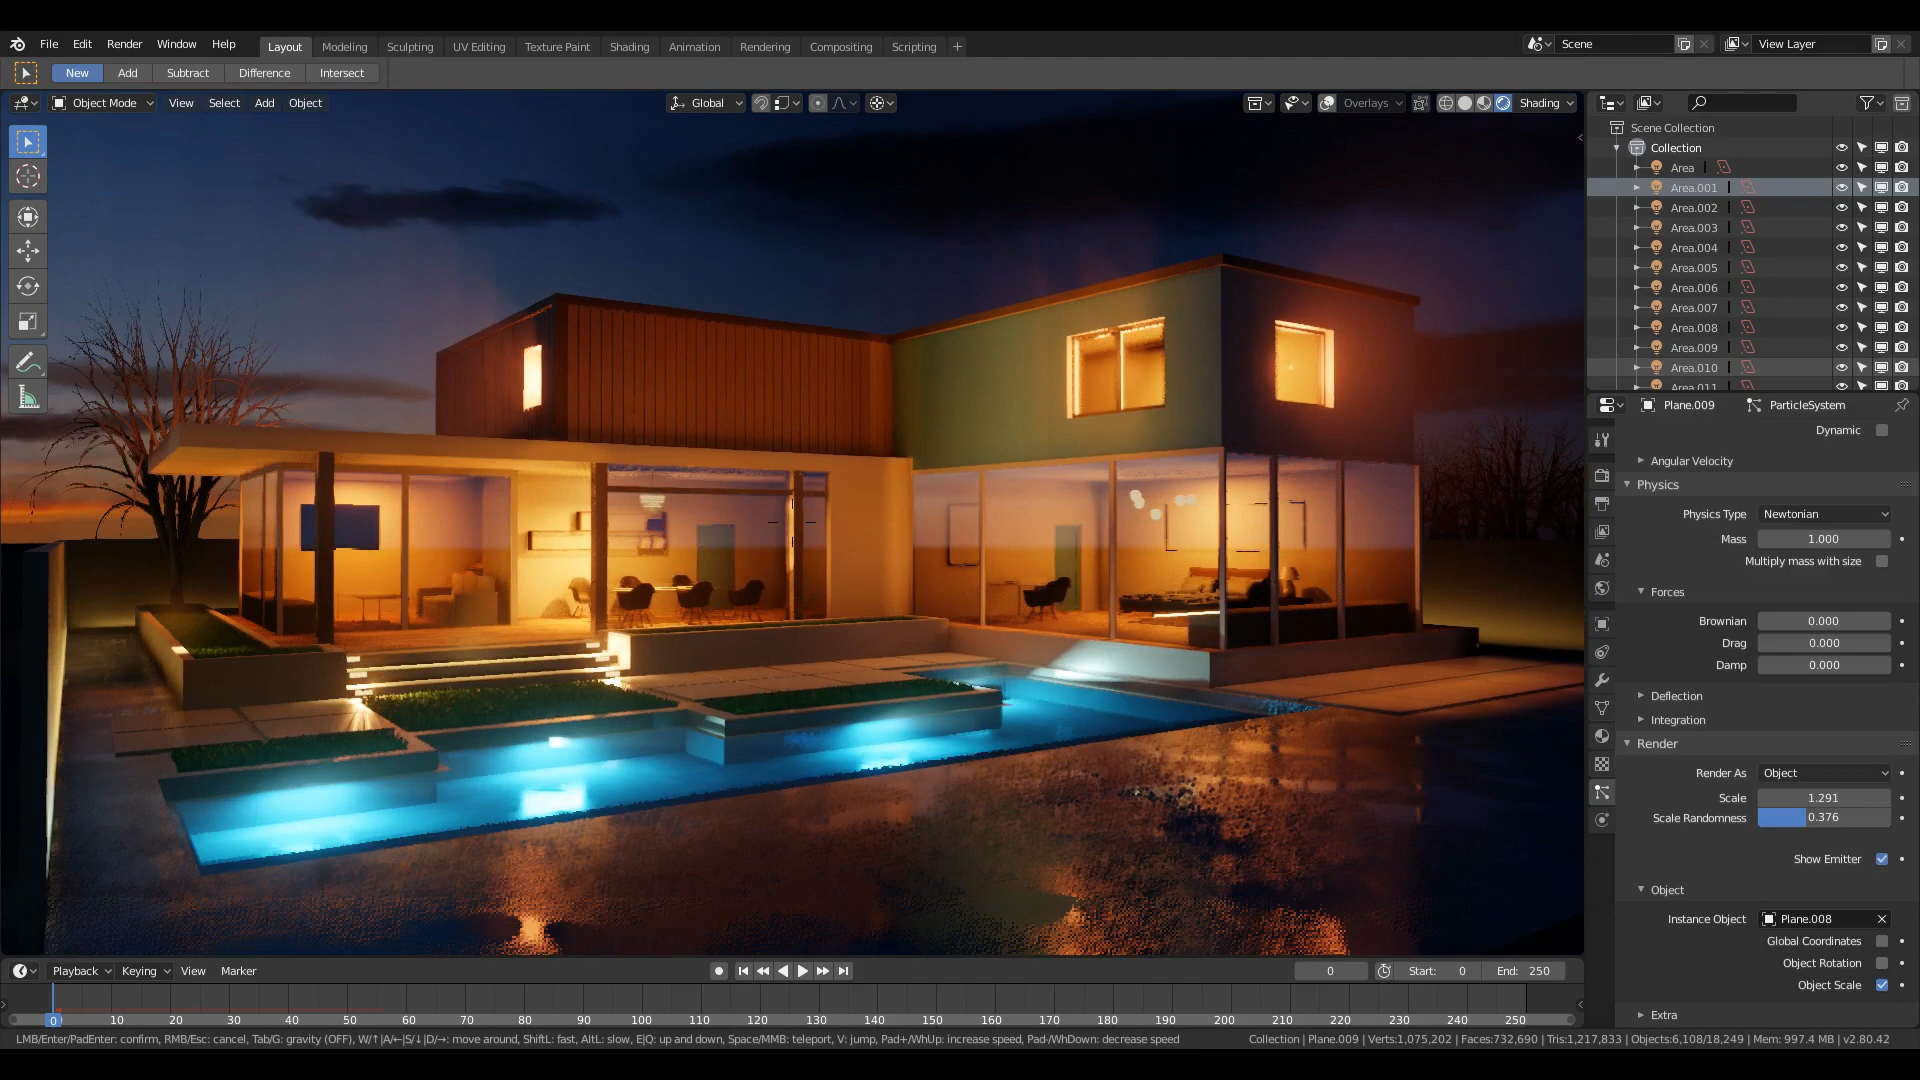 File Edit Render Window Help Layout Modeling Sculpting UV Editing Texture Paint Shading Animation Rendering Compositing Scripting + Scene View Layer
New Add Subtract Difference Intersect
Object Mode View Select Add Object Global Overlays Shading
Scene Collection
Collection
Area
Area.001
Area.002
Area.003
Area.004
Area.005
Area.006
Area.007
Area.008
Area.009
Area.010
Area.011
Plane.009 ParticleSystem
Dynamic
Angular Velocity
Physics
Physics Type Newtonian
Mass 1.000
Multiply mass with size
Forces
Brownian 0.000
Drag 0.000
Damp 0.000
Deflection
Integration
Render
Render As Object
Scale 1.291
Scale Randomness 0.376
Show Emitter
Object
Instance Object Plane.008
Global Coordinates
Object Rotation
Object Scale
Extra
Playback Keying View Marker 0 Start: 0 End: 250
0 10 20 30 40 50 60 70 80 90 100 110 120 130 140 150 160 170 180 190 200 210 220 230 240 250
LMB/Enter/PadEnter: confirm, RMB/Esc: cancel, Tab/G: gravity (OFF), W/↑|A/←|S/↓|D/→: move around, ShiftL: fast, AltL: slow, E|Q: up and down, Space/MMB: teleport, V: jump, Pad+/WhUp: increase speed, Pad-/WhDown: decrease speed Collection | Plane.009 | Verts:1,075,202 | Faces:732,690 | Tris:1,217,833 | Objects:6,108/18,249 | Mem: 997.4 MB | v2.80.42